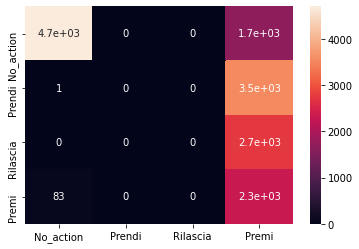 4.7e+03 0 0 1.7e+03
1 0 0 3.5e+03
0 0 0 2.7e+03
83 0 0 2.3e+03
No_action
Prendi
Rilascia
Premi
No_action Prendi Rilascia Premi
4000
3000
2000
1000
0